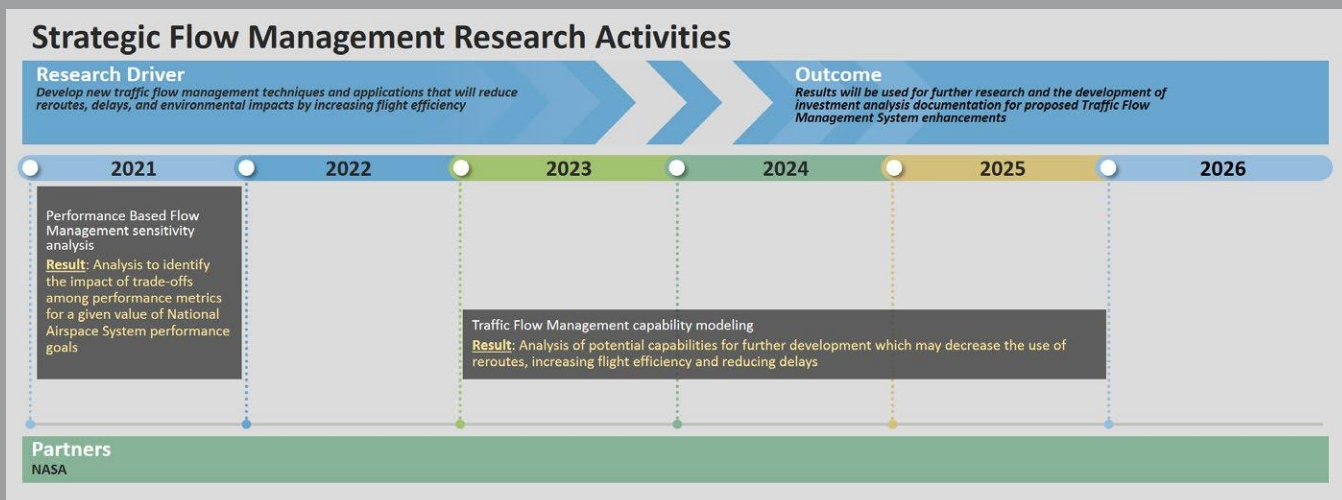 Strategic Flow Management Research Activities
Research Driver
Develop new traffic flow management techniques and applications that will reduce
reroutes, delays, and environmental impacts by increasing flight efficiency
Outcome
Results will be used for further research and the development of
investment analysis documentation for proposed Traffic Flow
Management System enhancements
2021
2022
2023
2024
2025
2026
Performance Based Flow
Management sensitivity
analysis
Result: Analysis to identify
the impact of trade-offs
among performance metrics
for a given value of National
Airspace System performance
goals
Traffic Flow Management capability modeling
Result: Analysis of potential capabilities for further development which may decrease the use of
reroutes, increasing flight efficiency and reducing delays
Partners
NASA